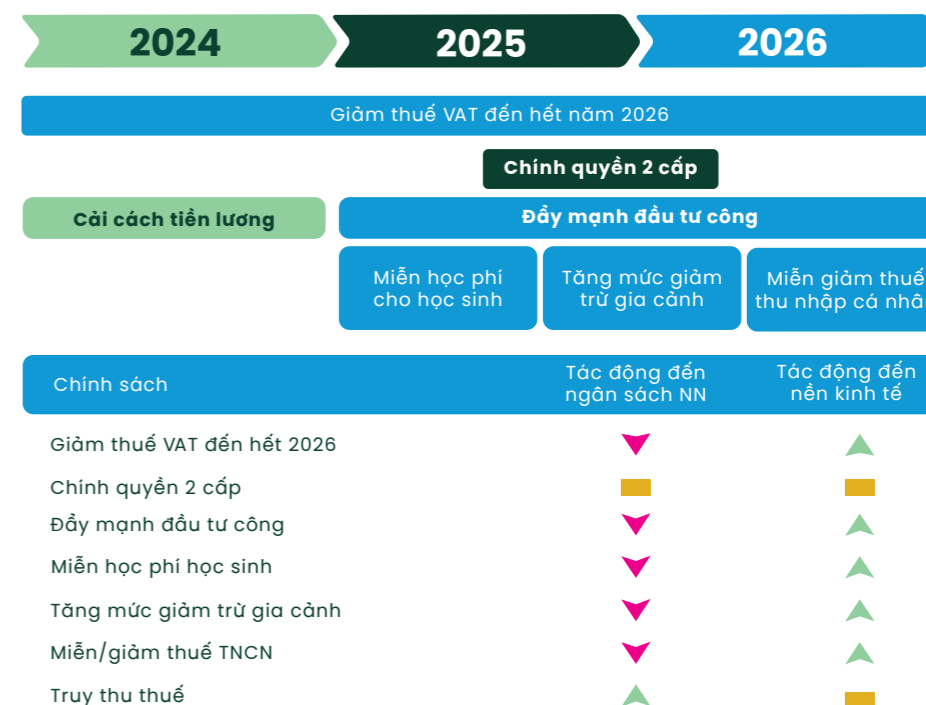 2024
2025
2026
Giảm thuế VAT đến hết năm 2026
Chính quyền 2 cấp
Cải cách tiền lương
Đẩy mạnh đầu tư công
Miễn học phí
cho học sinh
Tăng mức giảm
trừ gia cảnh
Miễn giảm thuế
thu nhập cá nhâ
Chính sách
Tác động đến
ngân sách NN
Tác động đến
nền kinh tế
Giảm thuế VAT đến hết 2026
Chính quyền 2 cấp
Đẩy mạnh đầu tư công
Miễn học phí học sinh
Tăng mức giảm trừ gia cảnh
Miễn/giảm thuế TNCN
Truy thu thuế